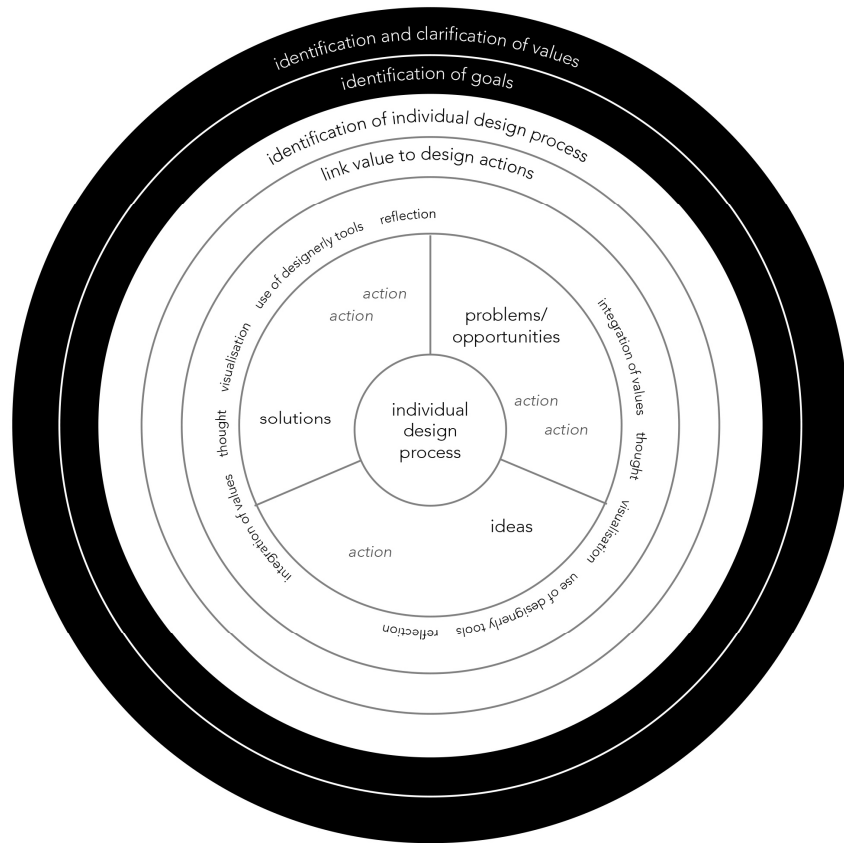 identification and clarification of values
identification of goals
identification of individual design process
link value to design actions
integration of values
thought
visualisation
use of designerly tools
reflection
integration of values
thought
visualisation
use of designerly tools
reflection
problems/
opportunities
action
action
ideas
action
solutions
action
action
individual
design
process